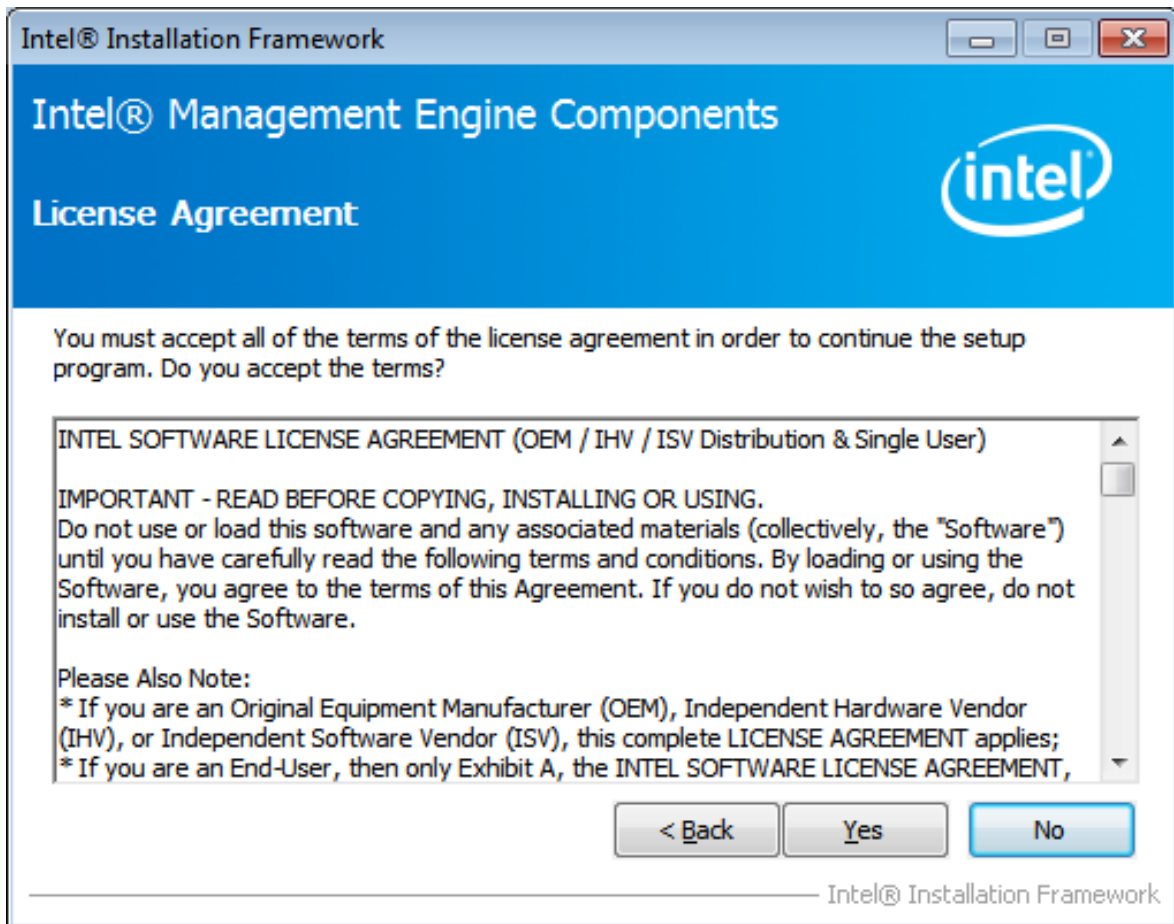 Intel® Installation Framework
Intel® Management Engine Components
intel®
License Agreement
You must accept all of the terms of the license agreement in order to continue the setup
program. Do you accept the terms?
INTEL SOFTWARE LICENSE AGREEMENT (OEM / IHV / ISV Distribution & Single User)
IMPORTANT - READ BEFORE COPYING, INSTALLING OR USING.
Do not use or load this software and any associated materials (collectively, the "Software")
until you have carefully read the following terms and conditions. By loading or using the
Software, you agree to the terms of this Agreement. If you do not wish to so agree, do not
install or use the Software.
Please Also Note:
* If you are an Original Equipment Manufacturer (OEM), Independent Hardware Vendor
(IHV), or Independent Software Vendor (ISV), this complete LICENSE AGREEMENT applies;
* If you are an End-User, then only Exhibit A, the INTEL SOFTWARE LICENSE AGREEMENT,
< Back Yes No
Intel® Installation Framework